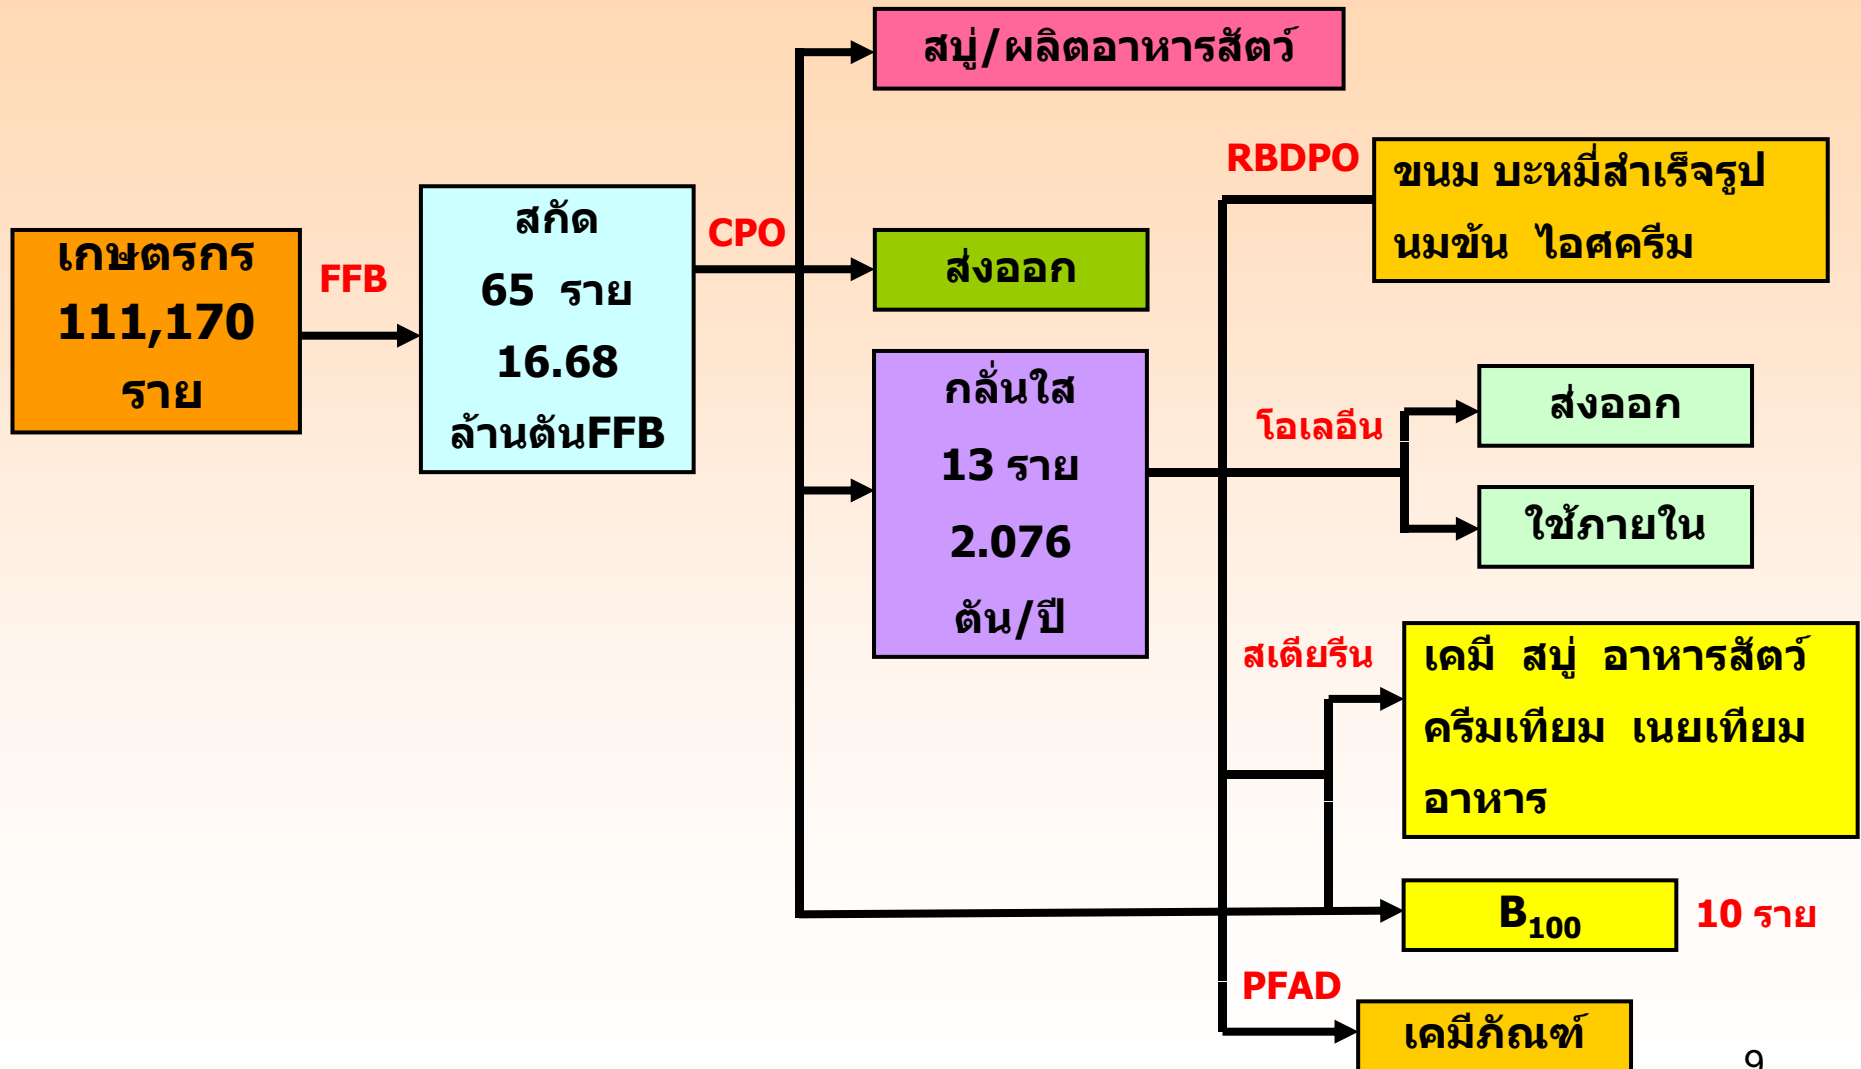 เกษตรกร
111,170
ราย
FFB
สกัด
65 ราย
16.68
ล้านตันFFB
CPO
สบู่/ผลิตอาหารสัตว์
ส่งออก
กลั่นใส
13 ราย
2.076
ตัน/ปี
RBDPO
ขนม บะหมี่สำเร็จรูป
นมข้น ไอศครีม
โอเลอีน
ส่งออก
ใช้ภายใน
สเตียรีน
เคมี สบู่ อาหารสัตว์
ครีมเทียม เนยเทียม
อาหาร
B100
10 ราย
PFAD
เคมีภัณฑ์
9